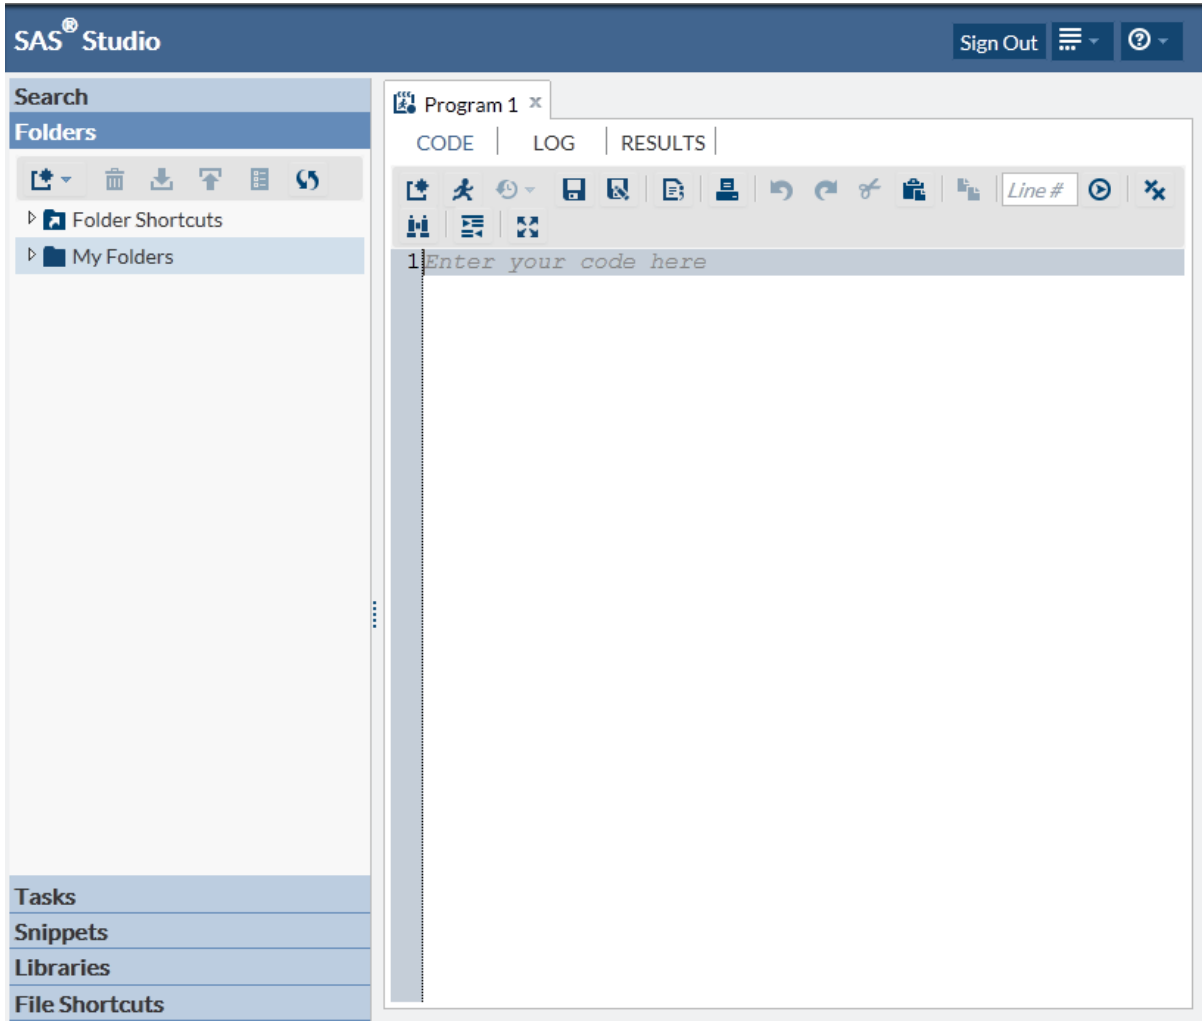 SAS® Studio
Sign Out
Search
Folders
Folder Shortcuts
My Folders
Tasks
Snippets
Libraries
File Shortcuts
Program 1
CODE LOG RESULTS
Line #
1 Enter your code here